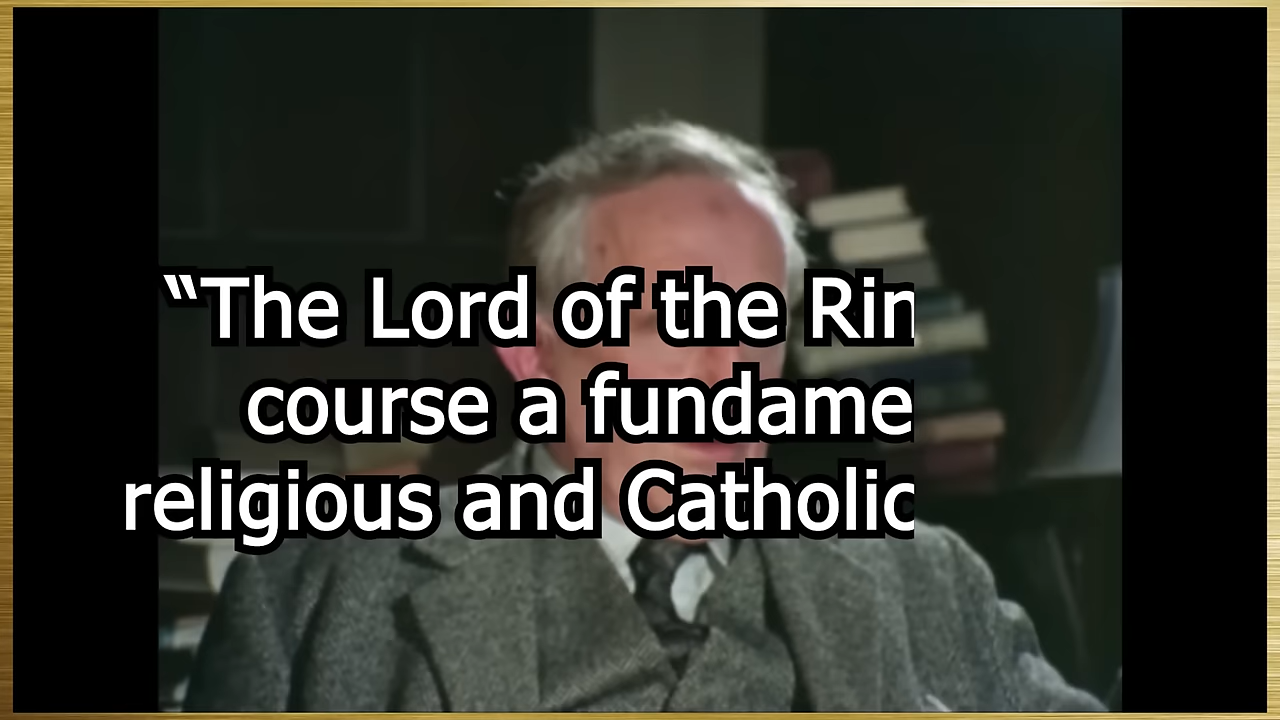 “The Lord of the Rin
course a fundame
religious and Catholic